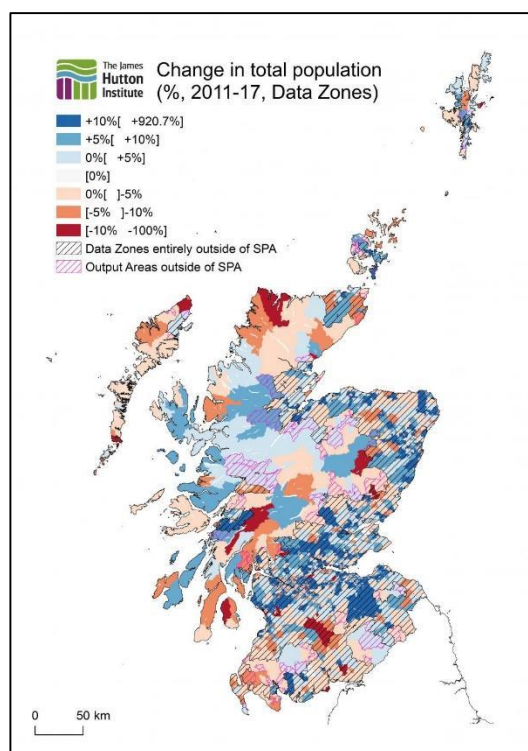 The James
Hutton
Institute
Change in total population
(%, 2011-17, Data Zones)
+10%[ +920.7%]
+5%[ +10%]
0%[ +5%]
[0%]
0%[ ]-5%
[-5% ]-10%
[-10% -100%]
Data Zones entirely outside of SPA
Output Areas outside of SPA
0 50 km